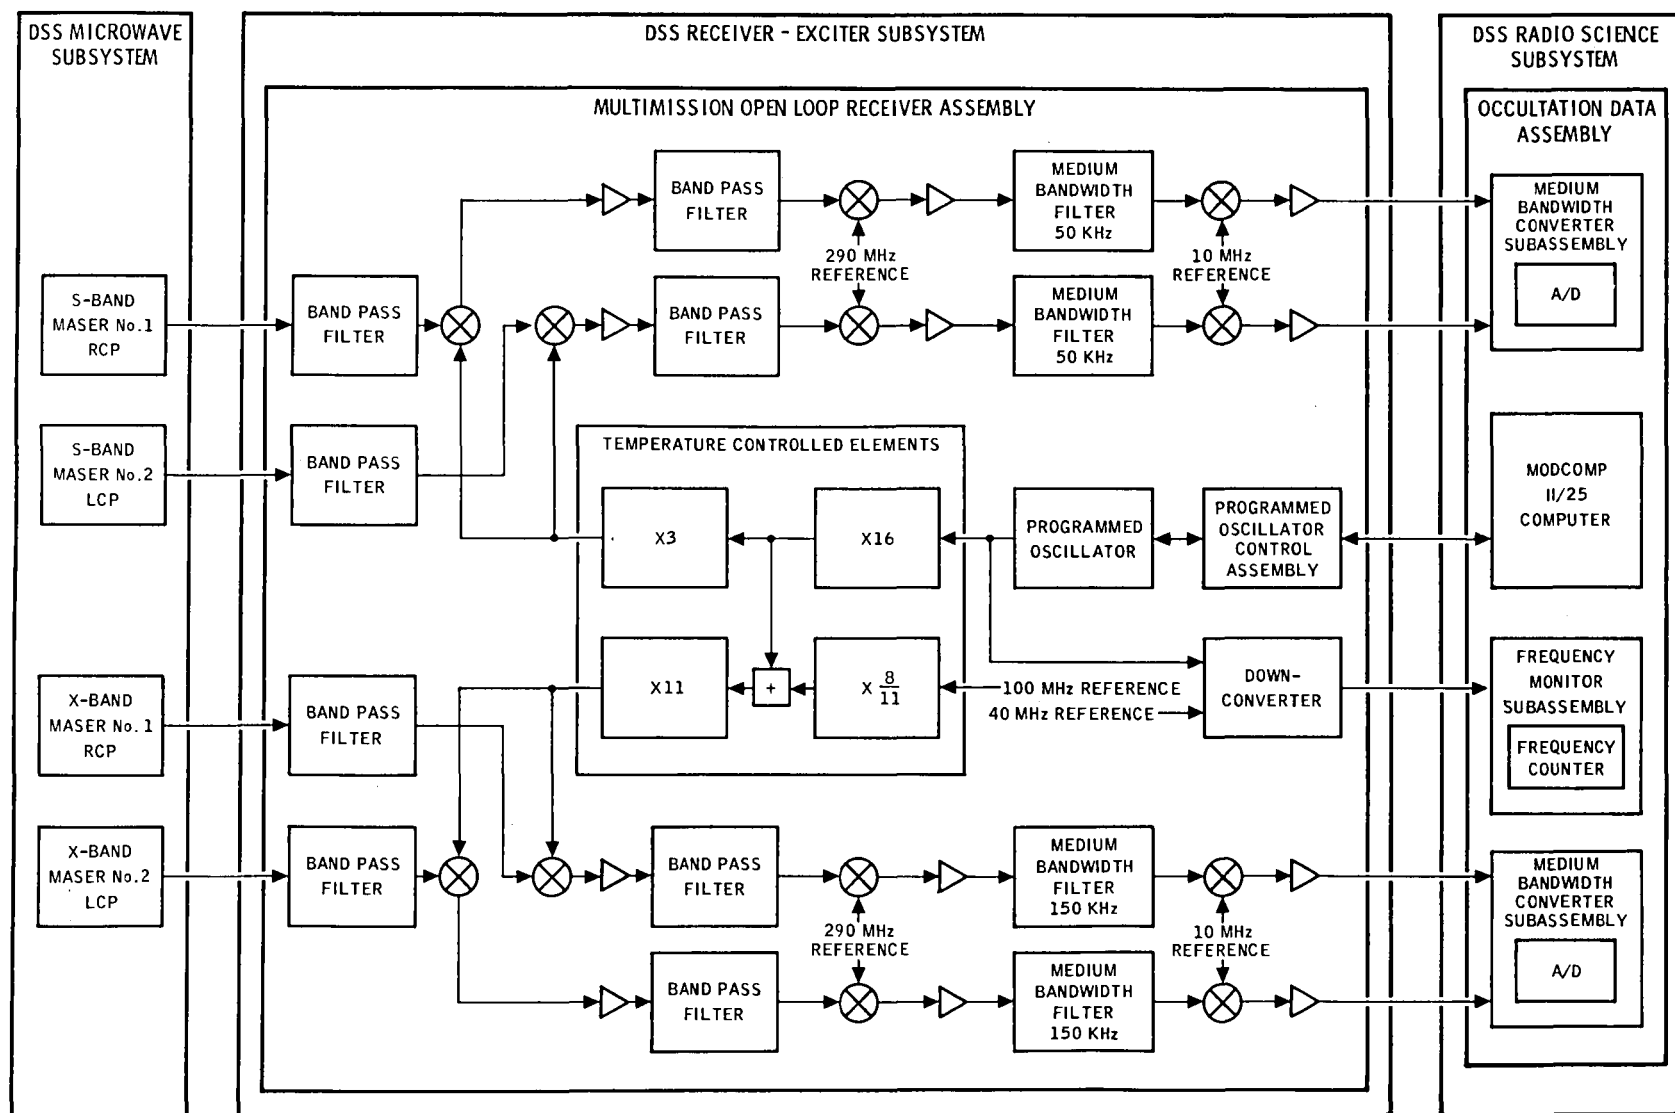 DSS MICROWAVE
SUBSYSTEM
DSS RECEIVER - EXCITER SUBSYSTEM
DSS RADIO SCIENCE
SUBSYSTEM
MULTIMISSION OPEN LOOP RECEIVER ASSEMBLY
OCCULTATION DATA
ASSEMBLY
BAND PASS
FILTER
MEDIUM
BANDWIDTH
FILTER
50 KHz
MEDIUM
BANDWIDTH
CONVERTER
SUBASSEMBLY
A/D
290 MHz
REFERENCE
10 MHz
REFERENCE
S-BAND
MASER No.1
RCP
BAND PASS
FILTER
BAND PASS
FILTER
MEDIUM
BANDWIDTH
FILTER
50 KHz
S-BAND
MASER No.2
LCP
BAND PASS
FILTER
TEMPERATURE CONTROLLED ELEMENTS
X3
X16
PROGRAMMED
OSCILLATOR
PROGRAMMED
OSCILLATOR
CONTROL
ASSEMBLY
MODCOMP
II/25
COMPUTER
X11
+
X 8/11
100 MHz REFERENCE
40 MHz REFERENCE
DOWN-
CONVERTER
FREQUENCY
MONITOR
SUBASSEMBLY
FREQUENCY
COUNTER
X-BAND
MASER No.1
RCP
BAND PASS
FILTER
X-BAND
MASER No.2
LCP
BAND PASS
FILTER
BAND PASS
FILTER
MEDIUM
BANDWIDTH
FILTER
150 KHz
MEDIUM
BANDWIDTH
CONVERTER
SUBASSEMBLY
A/D
290 MHz
REFERENCE
10 MHz
REFERENCE
BAND PASS
FILTER
MEDIUM
BANDWIDTH
FILTER
150 KHz